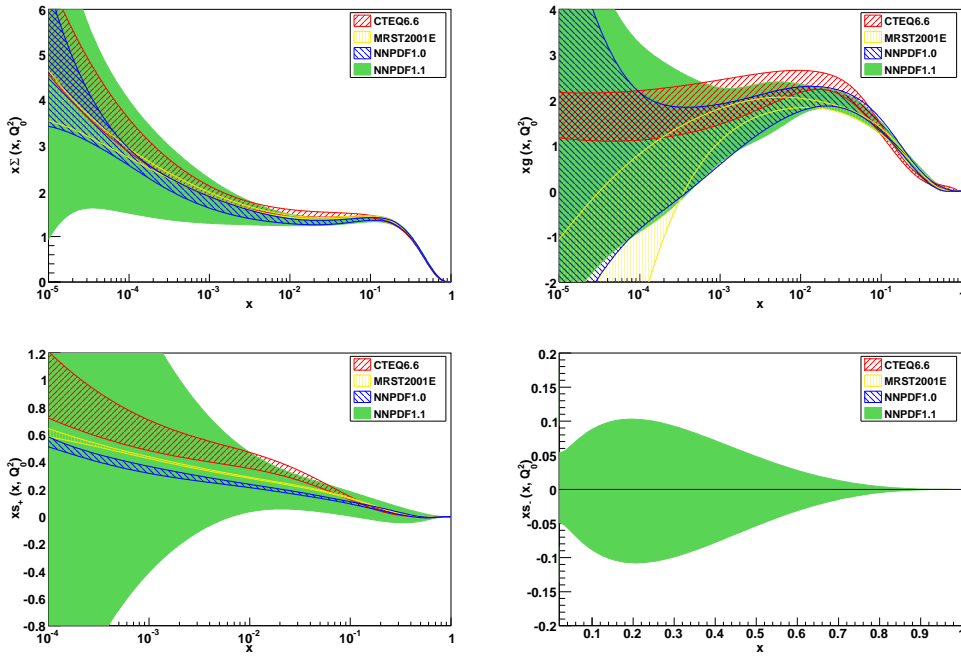 6
5
4
3
2
1
0
xΣ (x, Q₀²)
CTEQ6.6
MRST2001E
NNPDF1.0
NNPDF1.1
10⁻⁵ 10⁻⁴ 10⁻³ 10⁻² 10⁻¹ 1
x
4
3
2
1
0
-1
-2
xg (x, Q₀²)
CTEQ6.6
MRST2001E
NNPDF1.0
NNPDF1.1
10⁻⁵ 10⁻⁴ 10⁻³ 10⁻² 10⁻¹ 1
x
1.2
1
0.8
0.6
0.4
0.2
0
-0.2
-0.4
-0.6
-0.8
xs₊ (x, Q₀²)
CTEQ6.6
MRST2001E
NNPDF1.0
NNPDF1.1
10⁻⁴ 10⁻³ 10⁻² 10⁻¹ 1
x
0.2
0.15
0.1
0.05
0
-0.05
-0.1
-0.15
-0.2
xs₋ (x, Q₀²)
CTEQ6.6
MRST2001E
NNPDF1.0
NNPDF1.1
0.1 0.2 0.3 0.4 0.5 0.6 0.7 0.8 0.9 1
x